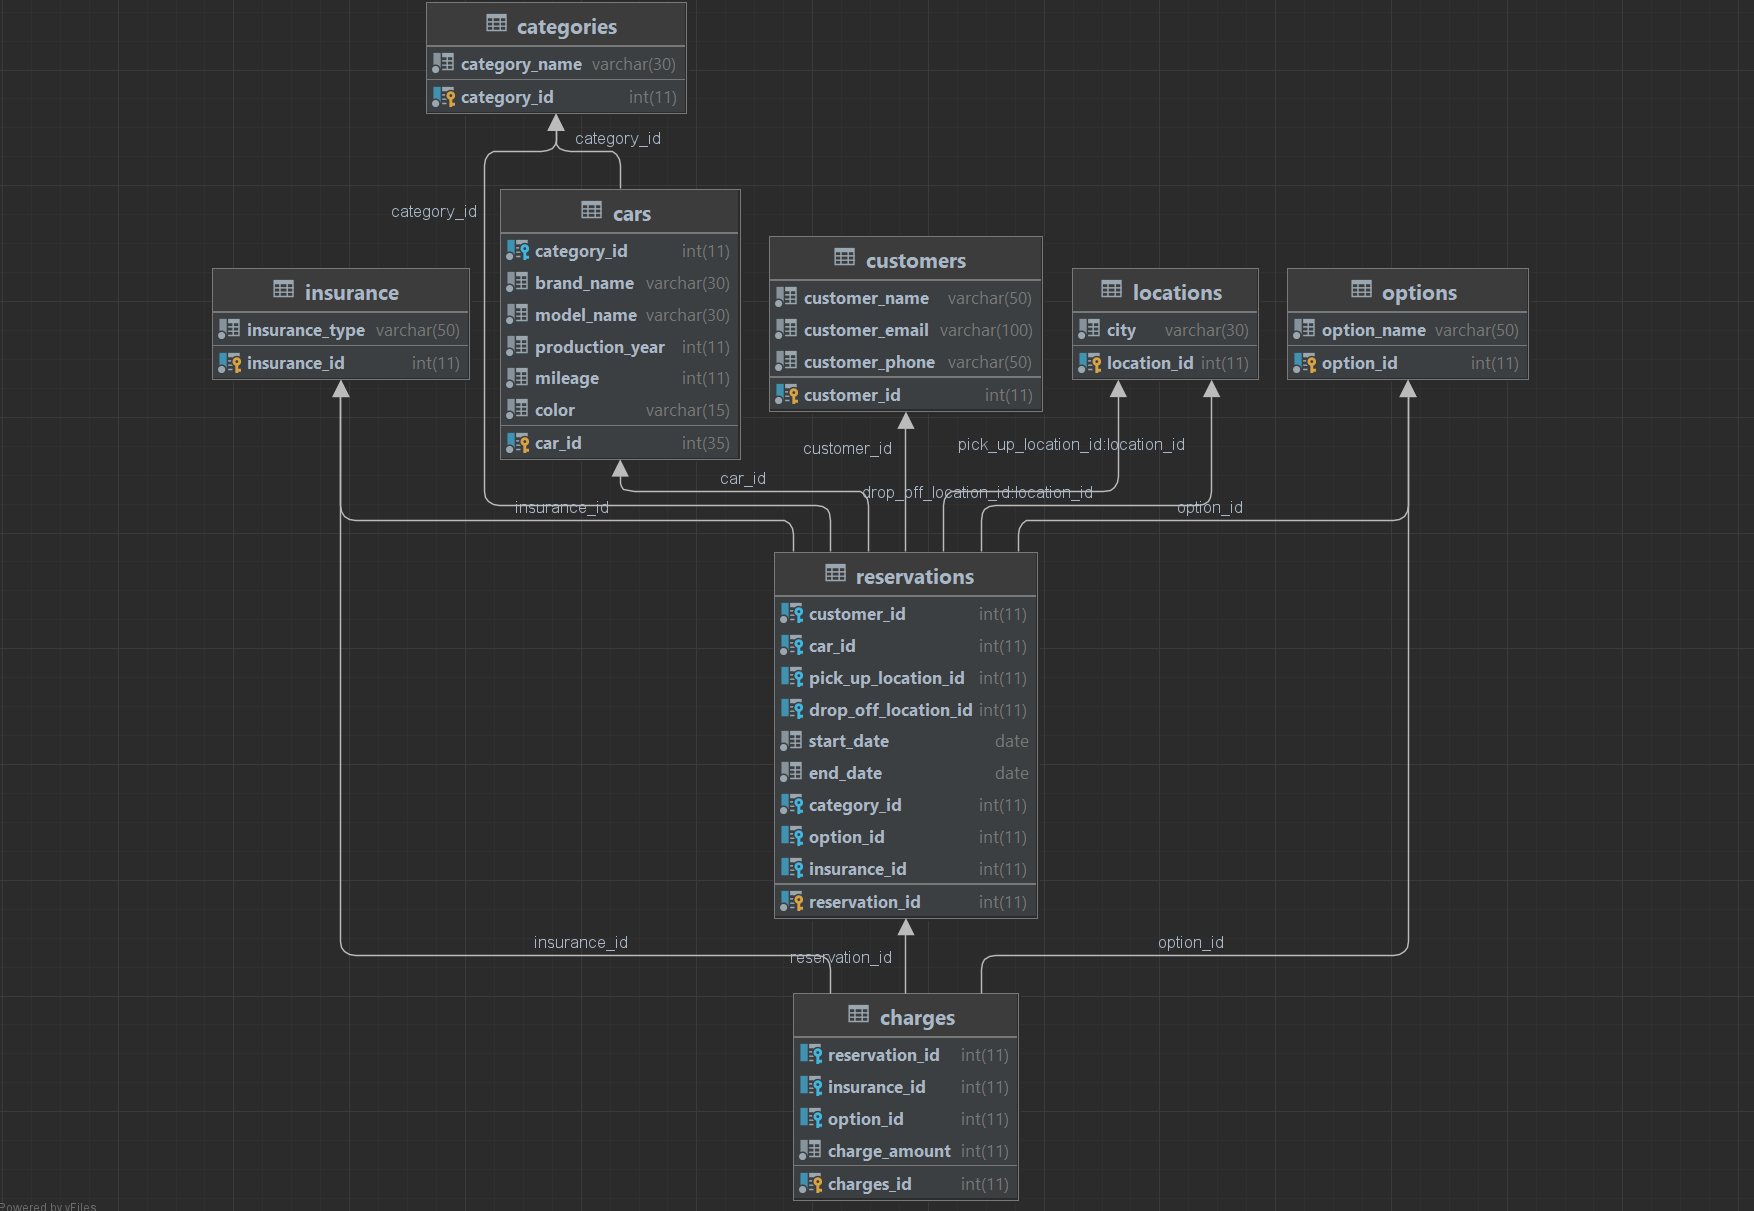 categories
category_name varchar(30)
category_id int(11)
category_id
category_id
cars
category_id int(11)
brand_name varchar(30)
model_name varchar(30)
production_year int(11)
mileage int(11)
color varchar(15)
car_id int(35)
customers
customer_name varchar(50)
customer_email varchar(100)
customer_phone varchar(50)
customer_id int(11)
insurance
insurance_type varchar(50)
insurance_id int(11)
locations
city varchar(30)
location_id int(11)
options
option_name varchar(50)
option_id int(11)
customer_id
pick_up_location_id:location_id
car_id
drop_off_location_id:location_id
insurance_id
option_id
reservations
customer_id int(11)
car_id int(11)
pick_up_location_id int(11)
drop_off_location_id int(11)
start_date date
end_date date
category_id int(11)
option_id int(11)
insurance_id int(11)
reservation_id int(11)
insurance_id
reservation_id
option_id
charges
reservation_id int(11)
insurance_id int(11)
option_id int(11)
charge_amount int(11)
charges_id int(11)
Powered by yFiles